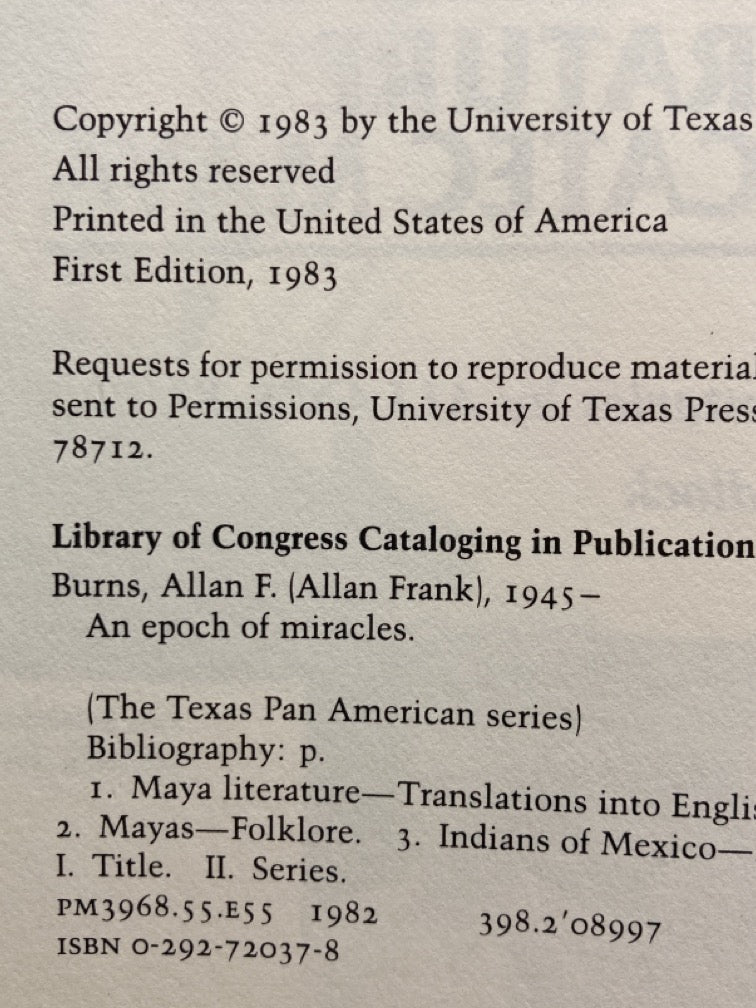 Copyright © 1983 by the University of Texas
All rights reserved
Printed in the United States of America
First Edition, 1983
Requests for permission to reproduce material
sent to Permissions, University of Texas Press
78712.
Library of Congress Cataloging in Publication
Burns, Allan F. (Allan Frank), 1945–
An epoch of miracles.
(The Texas Pan American series)
Bibliography: p.
1. Maya literature—Translations into Englis
2. Mayas—Folklore. 3. Indians of Mexico—
I. Title. II. Series.
PM3968.55.E55 1982 398.2'08997
ISBN 0-292-72037-8